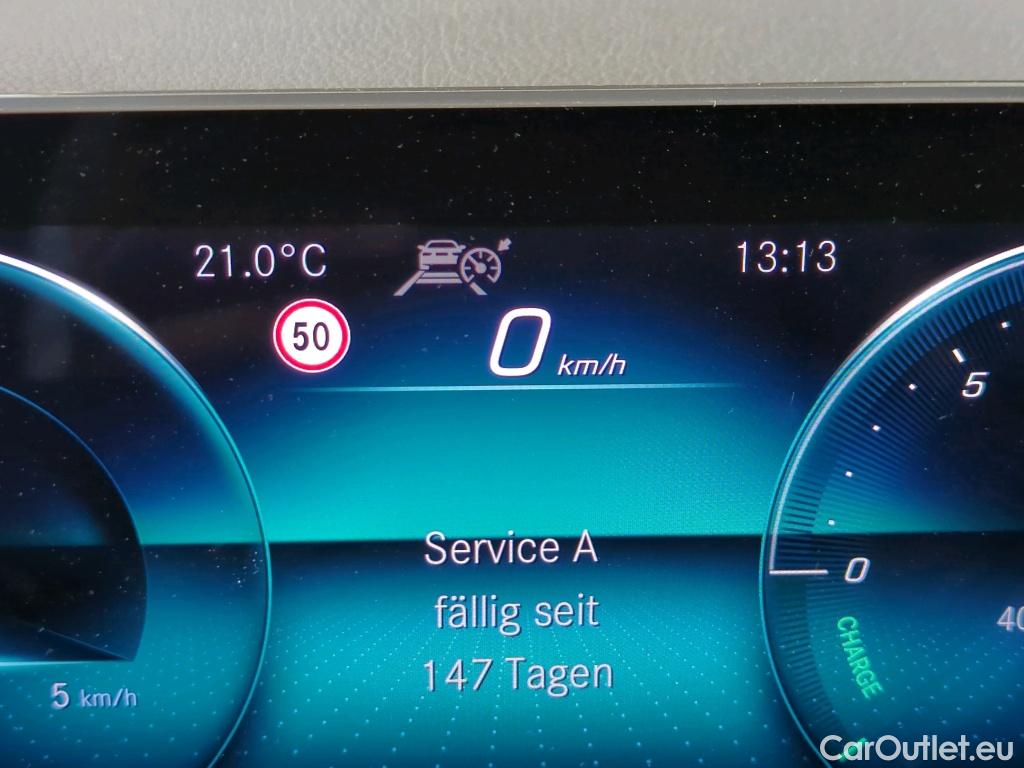 21.0°C
13:13
50
0 km/h
5
Service A
fällig seit
147 Tagen
0
40
CHARGE
5 km/h
CarOutlet.eu